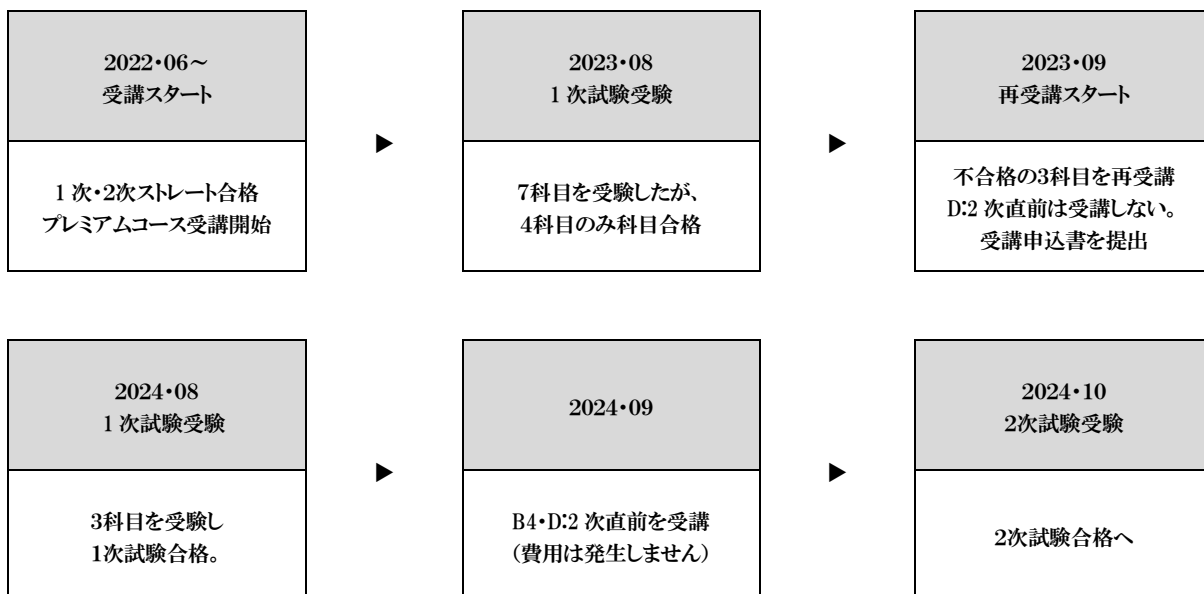 2022・06～
受講スタート
1次・2次ストレート合格
プレミアムコース受講開始
▶
2023・08
1次試験受験
7科目を受験したが、
4科目のみ科目合格
▶
2023・09
再受講スタート
不合格の3科目を再受講
D:2次直前は受講しない。
受講申込書を提出
2024・08
1次試験受験
3科目を受験し
1次試験合格。
▶
2024・09
B4・D:2次直前を受講
(費用は発生しません)
▶
2024・10
2次試験受験
2次試験合格へ